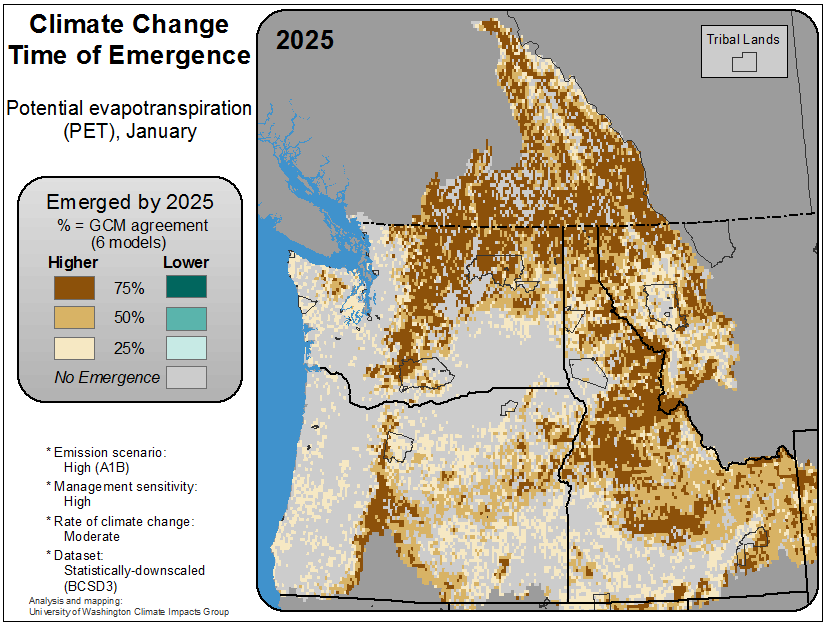 Climate Change
Time of Emergence
Potential evapotranspiration
(PET), January
Emerged by 2025
% = GCM agreement
(6 models)
Higher Lower
75%
50%
25%
No Emergence
* Emission scenario:
High (A1B)
* Management sensitivity:
High
* Rate of climate change:
Moderate
* Dataset:
Statistically-downscaled
(BCSD3)
Analysis and mapping:
University of Washington Climate Impacts Group
2025
Tribal Lands